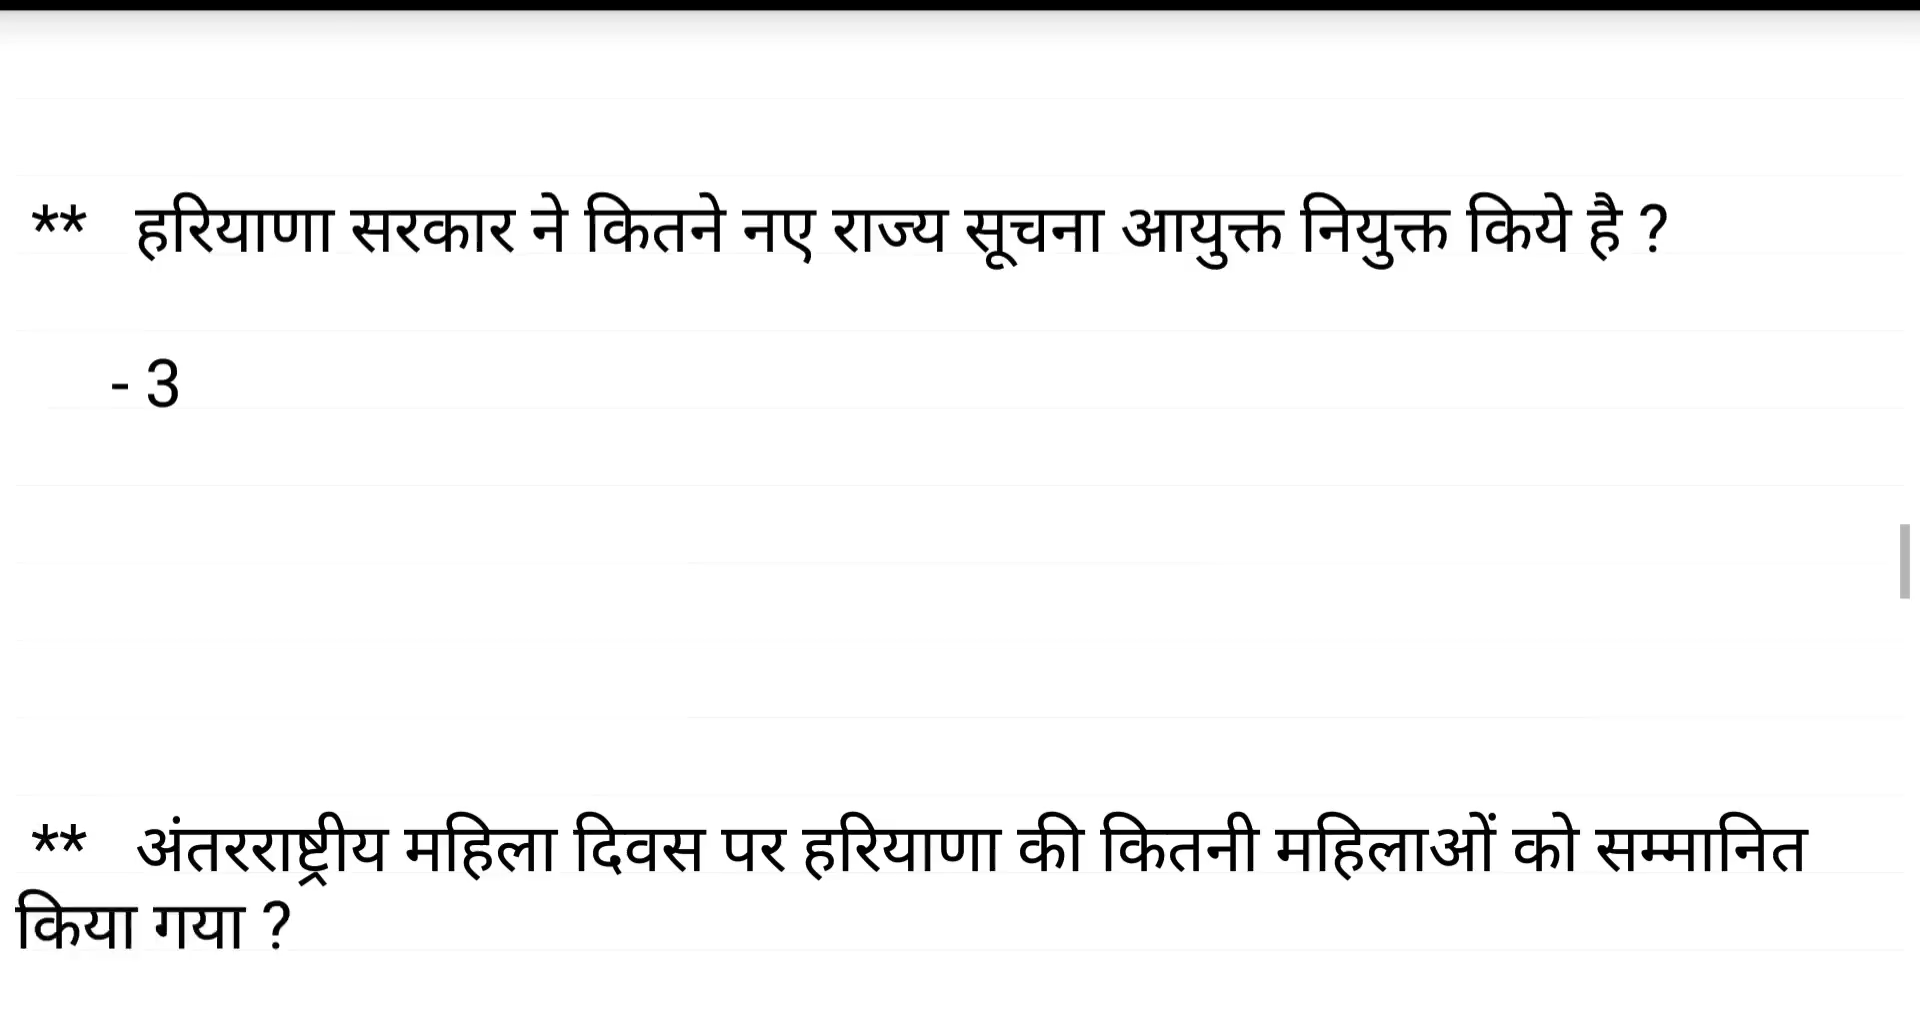 ** हरियाणा सरकार ने कितने नए राज्य सूचना आयुक्त नियुक्त किये है ?
- 3
** अंतरराष्ट्रीय महिला दिवस पर हरियाणा की कितनी महिलाओं को सम्मानित
किया गया ?